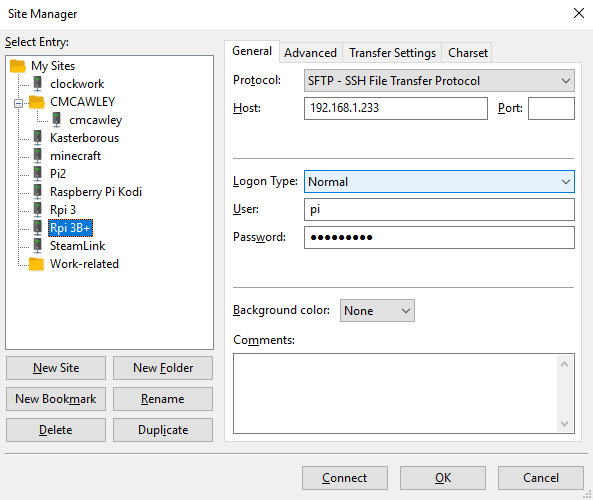 Site Manager
Select Entry:
My Sites
clockwork
CMCAWLEY
cmcawley
Kasterborous
minecraft
Pi2
Raspberry Pi Kodi
Rpi 3
Rpi 3B+
SteamLink
Work-related
New Site
New Folder
New Bookmark
Rename
Delete
Duplicate
General
Advanced
Transfer Settings
Charset
Protocol:
SFTP - SSH File Transfer Protocol
Host:
192.168.1.233
Port:
Logon Type:
Normal
User:
pi
Password:
●●●●●●●●●
Background color:
None
Comments:
Connect
OK
Cancel